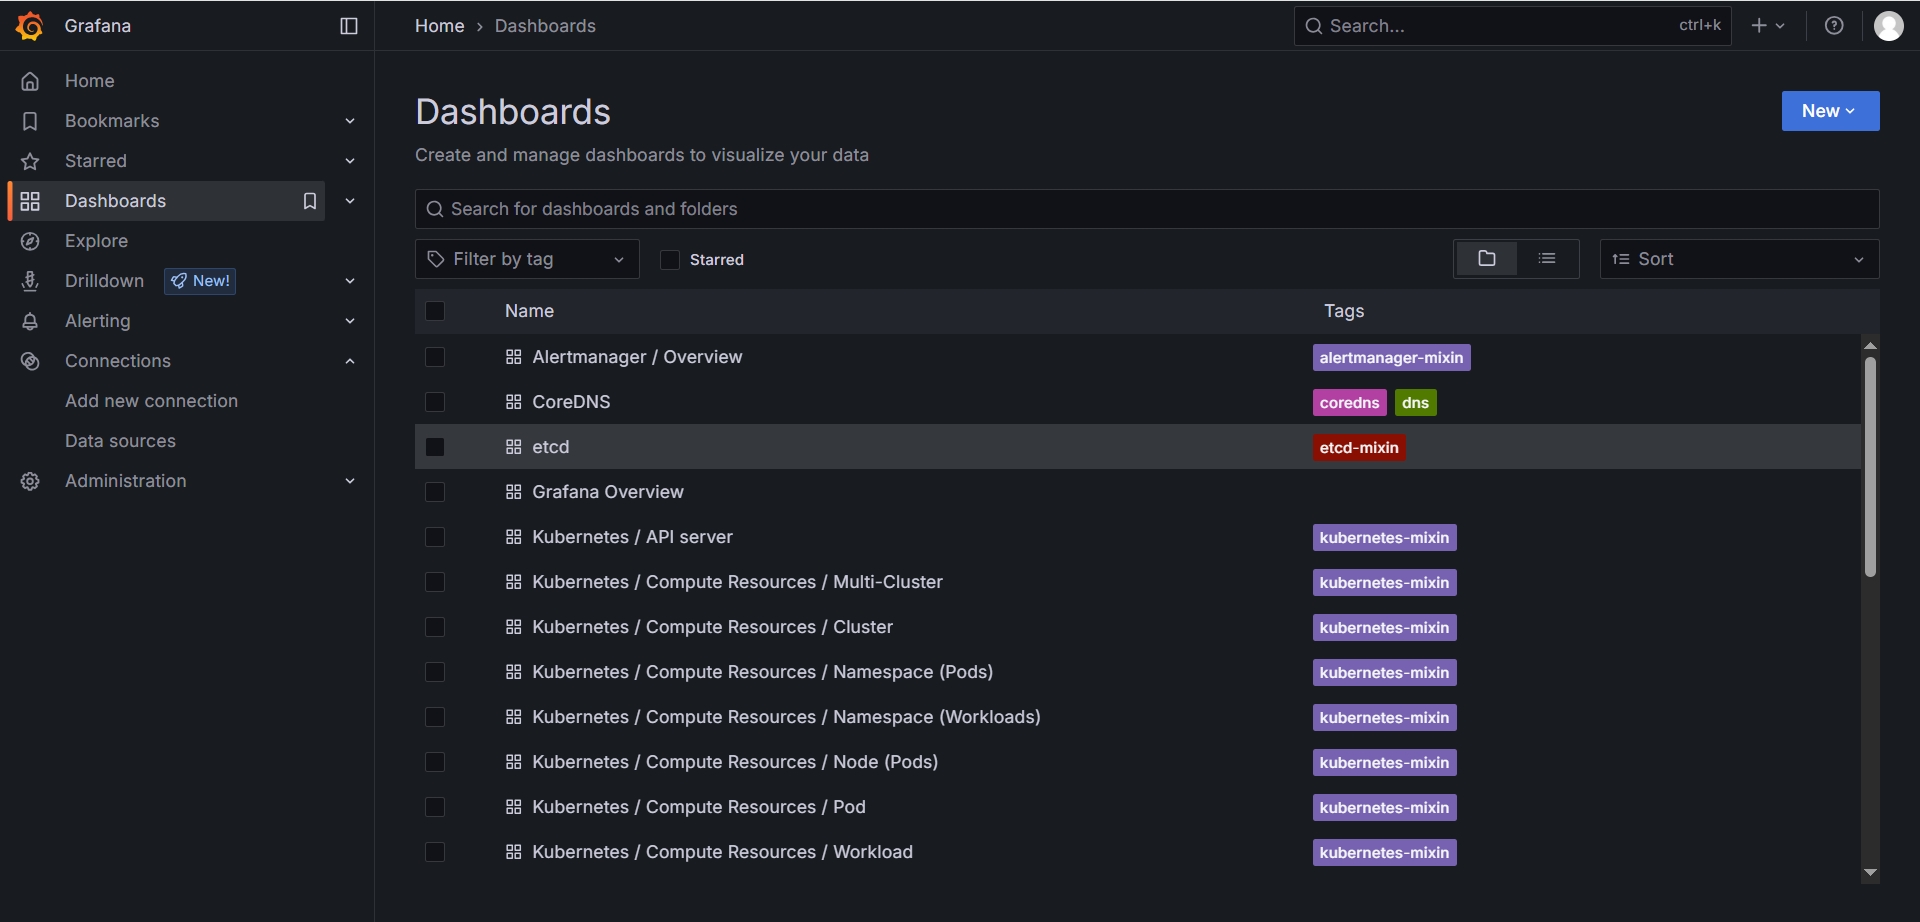 Grafana
Home › Dashboards
Search... ctrl+k
Home
Bookmarks
Starred
Dashboards
Explore
Drilldown New!
Alerting
Connections
Add new connection
Data sources
Administration
Dashboards
New
Create and manage dashboards to visualize your data
Search for dashboards and folders
Filter by tag Starred Sort
Name Tags
Alertmanager / Overview alertmanager-mixin
CoreDNS coredns dns
etcd etcd-mixin
Grafana Overview
Kubernetes / API server kubernetes-mixin
Kubernetes / Compute Resources / Multi-Cluster kubernetes-mixin
Kubernetes / Compute Resources / Cluster kubernetes-mixin
Kubernetes / Compute Resources / Namespace (Pods) kubernetes-mixin
Kubernetes / Compute Resources / Namespace (Workloads) kubernetes-mixin
Kubernetes / Compute Resources / Node (Pods) kubernetes-mixin
Kubernetes / Compute Resources / Pod kubernetes-mixin
Kubernetes / Compute Resources / Workload kubernetes-mixin